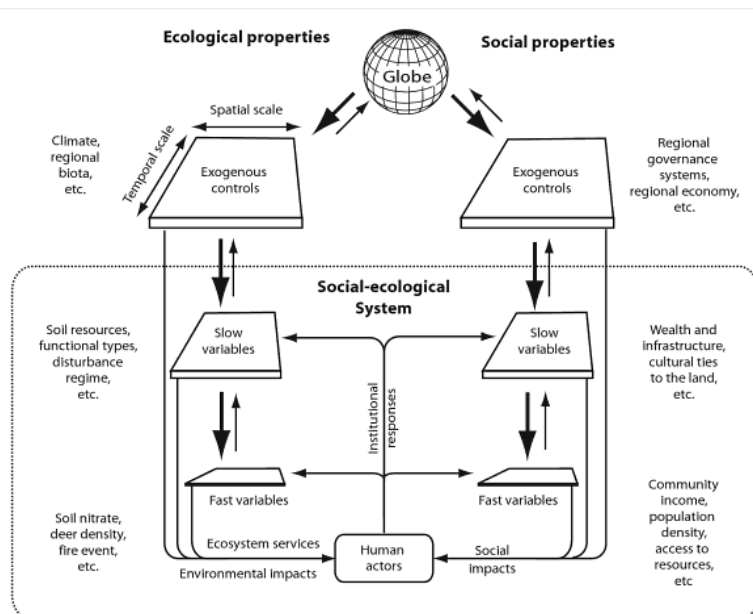 Ecological properties
Social properties
Globe
Spatial scale
Temporal scale
Climate,
regional
biota,
etc.
Exogenous
controls
Exogenous
controls
Regional
governance
systems,
regional economy,
etc.
Social-ecological
System
Soil resources,
functional types,
disturbance
regime,
etc.
Slow
variables
Slow
variables
Wealth and
infrastructure,
cultural ties
to the land,
etc.
Institutional
responses
Fast variables
Fast variables
Soil nitrate,
deer density,
fire event,
etc.
Ecosystem services
Environmental impacts
Human
actors
Social
impacts
Community
income,
population
density,
access to
resources,
etc